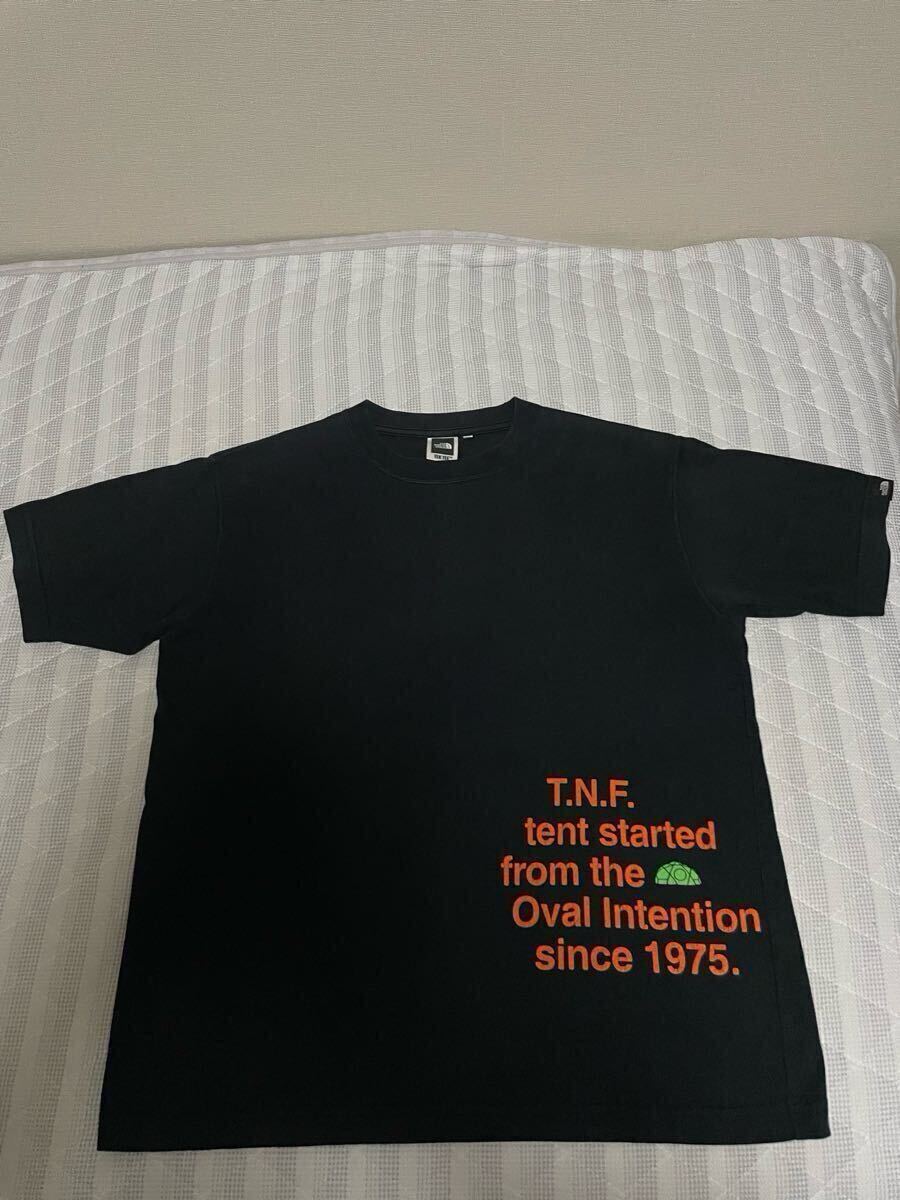 T.N.F.
tent started
from the
Oval Intention
since 1975.